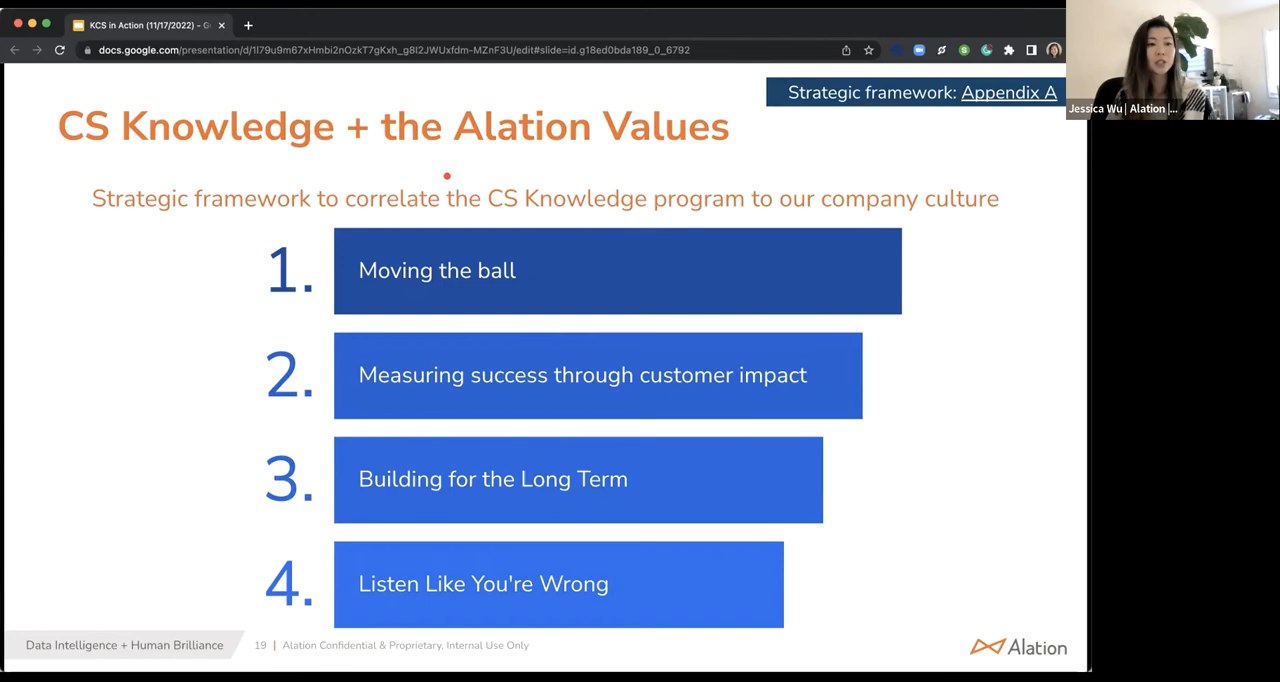 KCS in Action (11/17/2022) - G
docs.google.com/presentation/d/1l79u9m67xHmbi2nOzkT7gKxh_g8l2JWUxfdm-MZnF3U/edit#slide=id.g18ed0bda189_0_6792
Jessica Wu | Alation |...
Strategic framework: Appendix A
CS Knowledge + the Alation Values
Strategic framework to correlate the CS Knowledge program to our company culture
1. Moving the ball
2. Measuring success through customer impact
3. Building for the Long Term
4. Listen Like You're Wrong
Data Intelligence + Human Brilliance
19 | Alation Confidential & Proprietary, Internal Use Only
Alation